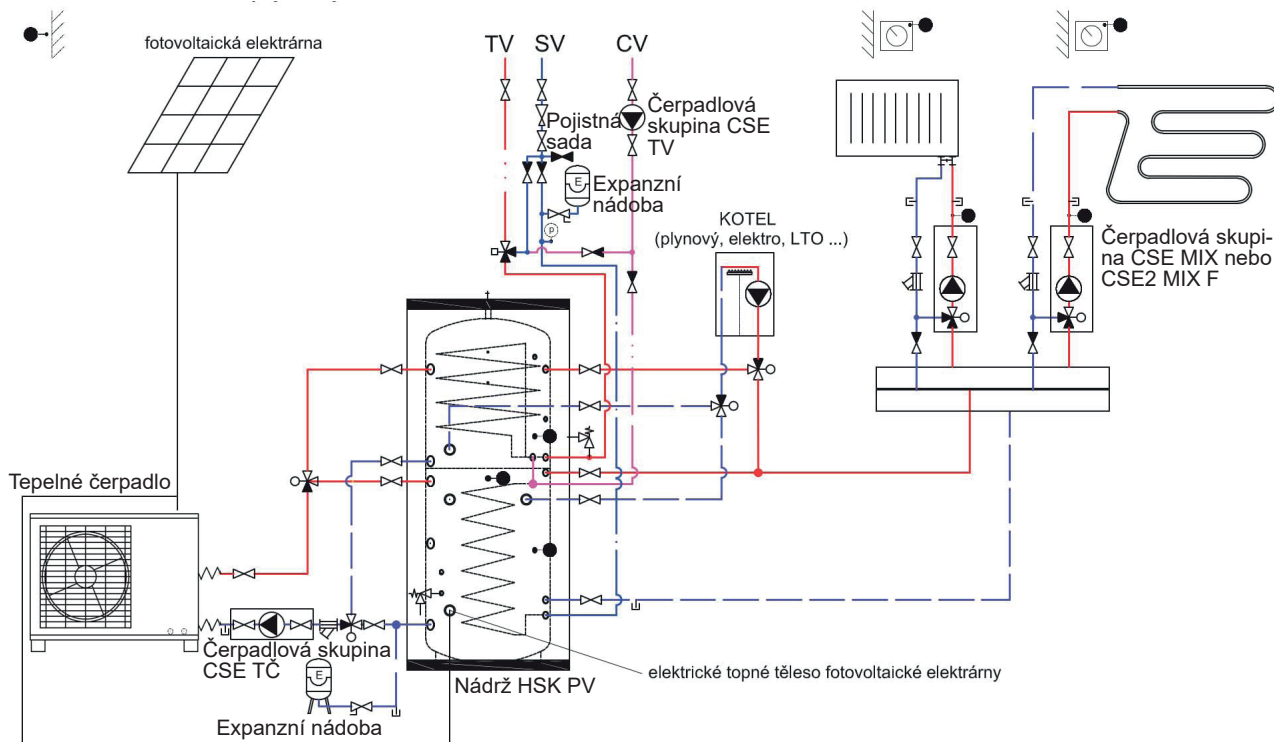 fotovoltaická elektrárna
TV SV CV
Čerpadlová
skupina CSE
TV
Pojistná
sada
E
Expanzní
nádoba
p
KOTEL
(plynový, elektro, LTO ...)
Čerpadlová skupi-
na CSE MIX nebo
CSE2 MIX F
Tepelné čerpadlo
Čerpadlová skupina
CSE TČ
E
Expanzní nádoba
Nádrž HSK PV
elektrické topné těleso fotovoltaické elektrárny